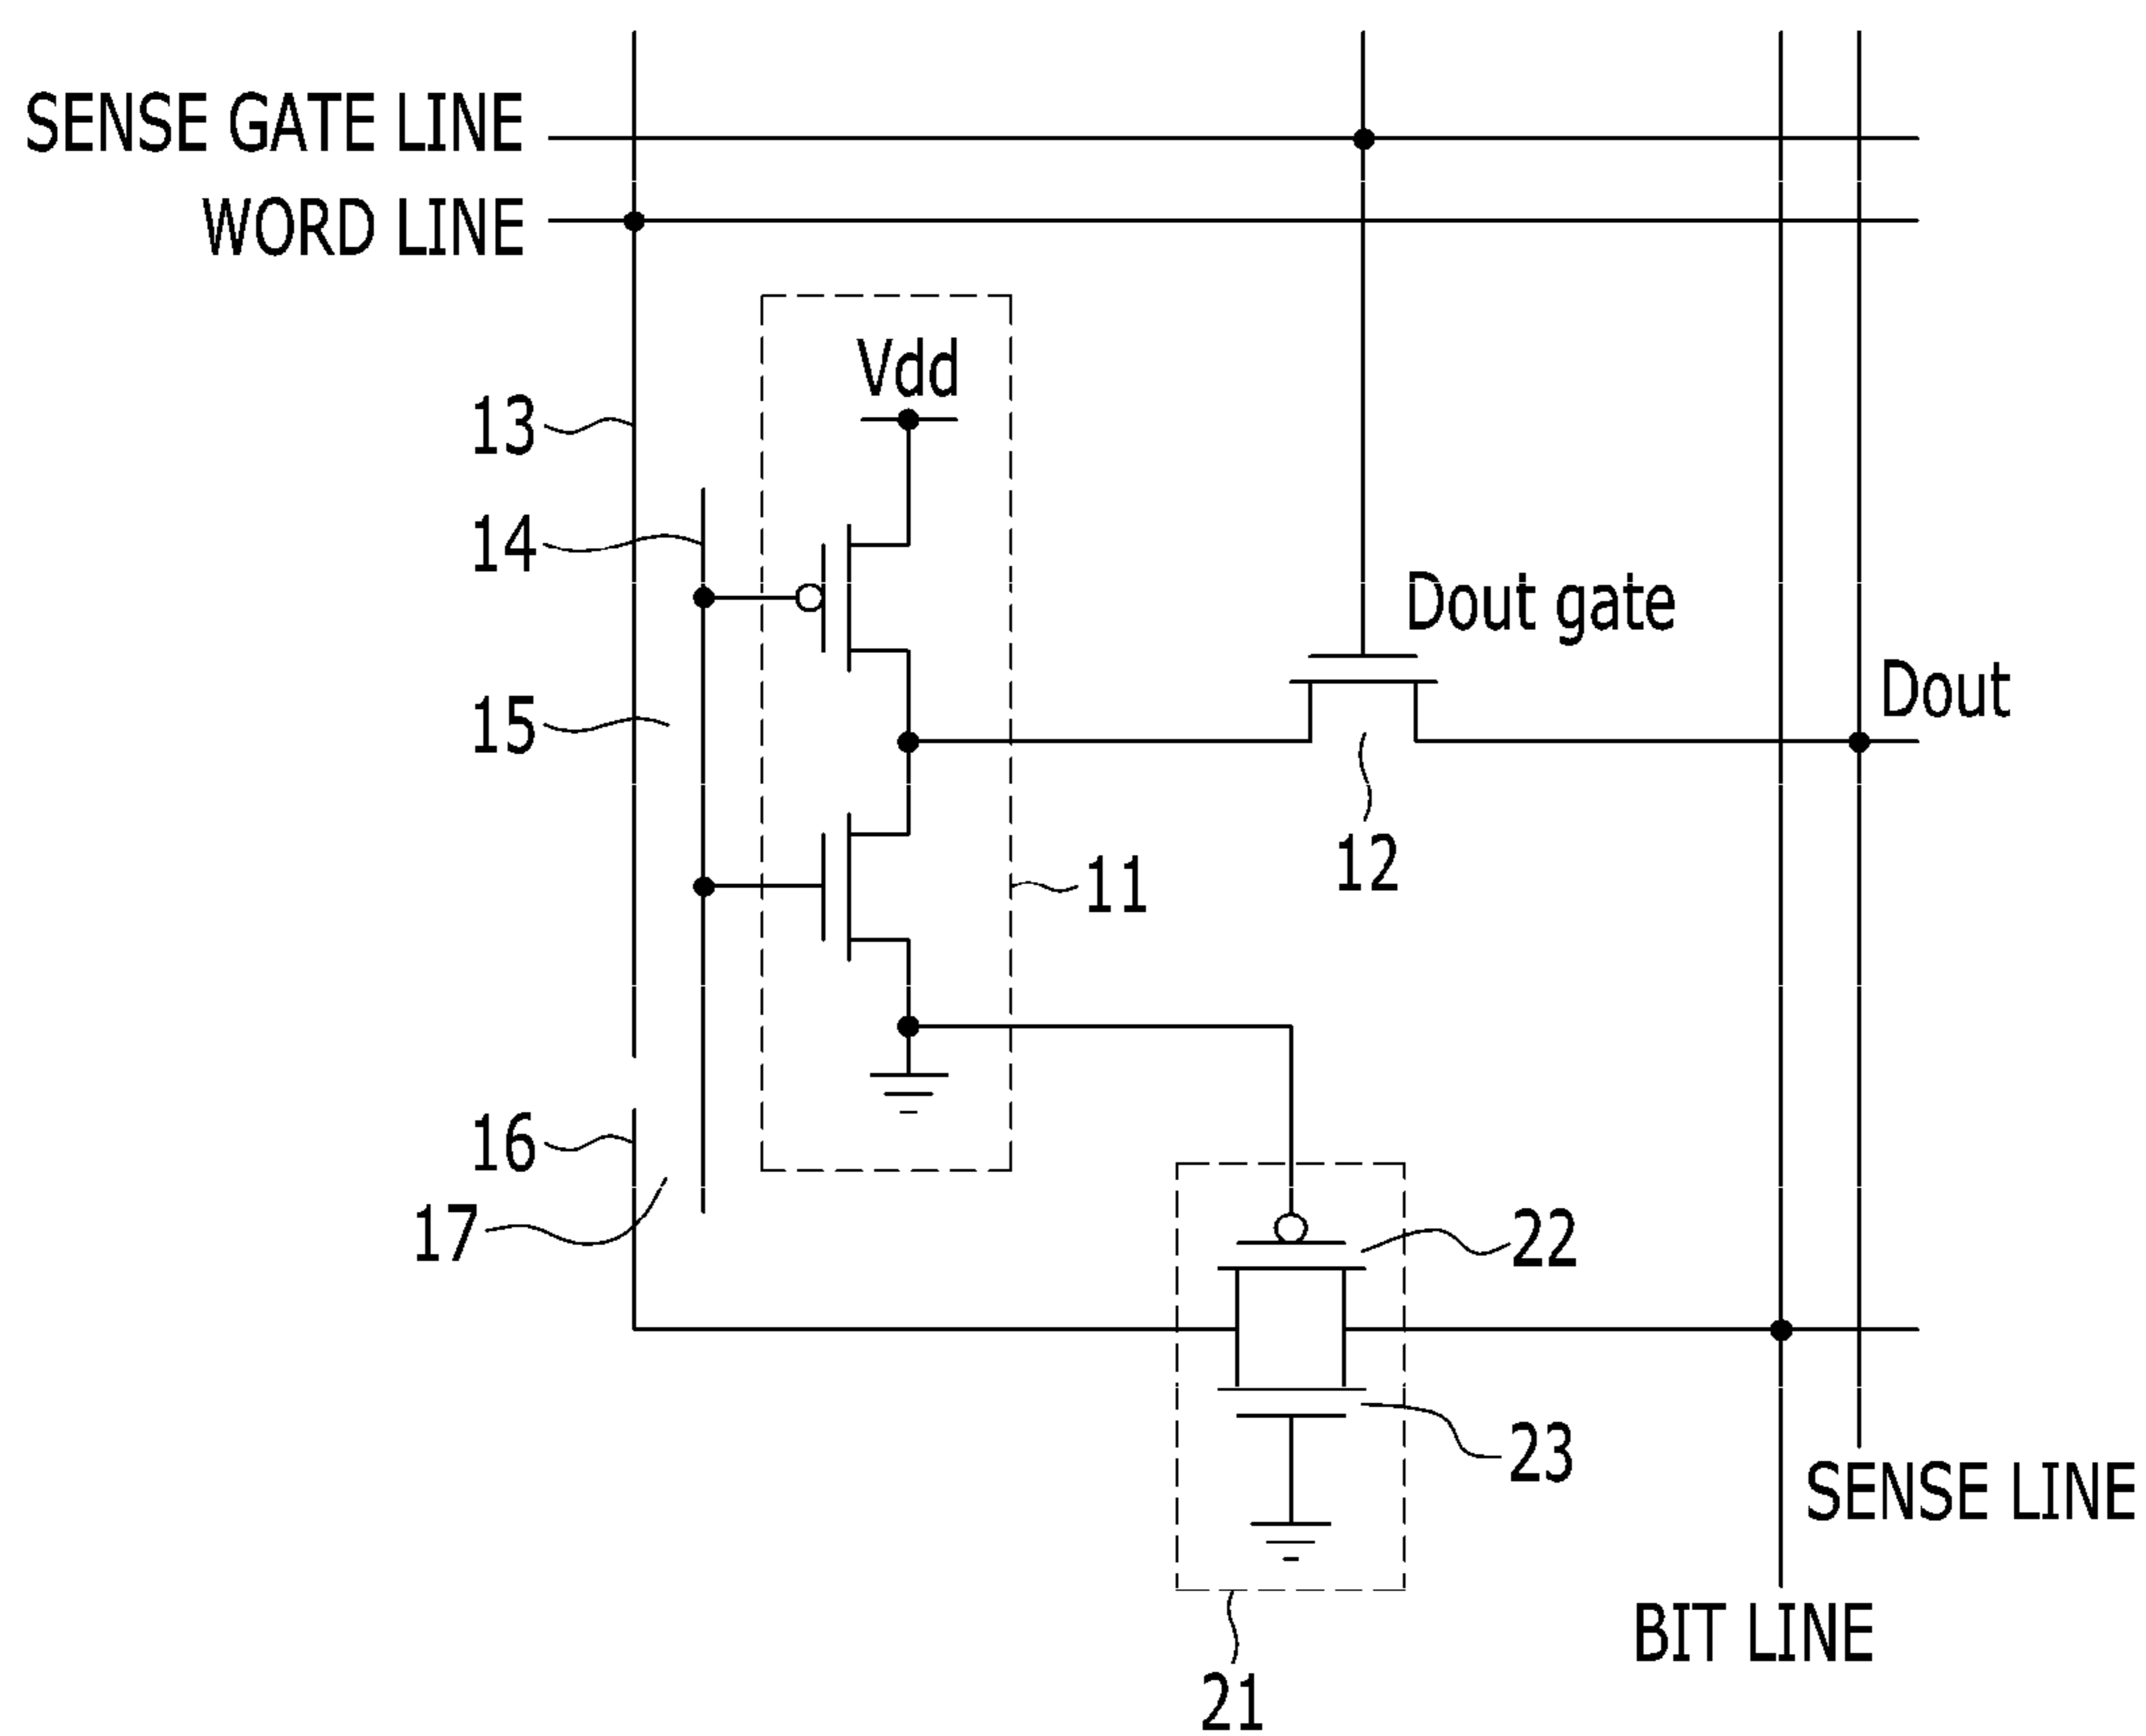 SENSE GATE LINE
WORD LINE
Vdd
13
14
Dout gate
Dout
15
12
11
16
17
22
23
SENSE LINE
BIT LINE
21